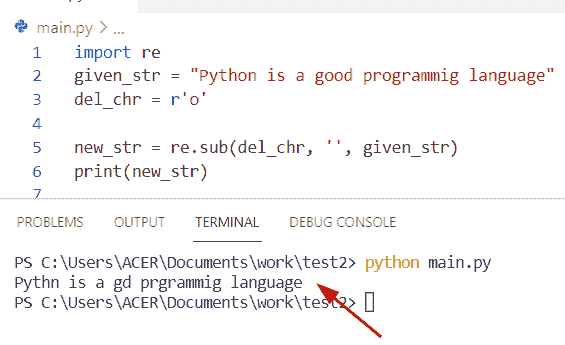 main.py > ...
1 import re
2 given_str = "Python is a good programmig language"
3 del_chr = r'o'
4
5 new_str = re.sub(del_chr, '', given_str)
6 print(new_str)
7
PROBLEMS OUTPUT TERMINAL DEBUG CONSOLE
PS C:\Users\ACER\Documents\work\test2> python main.py
Pythn is a gd prgrammig language
PS C:\Users\ACER\Documents\work\test2>